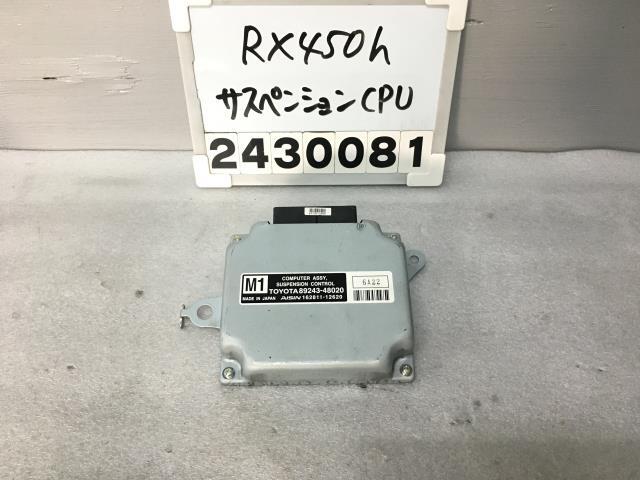 RX450h
サスペンションCPU
2430081
M1
COMPUTER ASSY,
SUSPENSION CONTROL
TOYOTA 89243-48020
MADE IN JAPAN AISIN 162811-12620
6A22